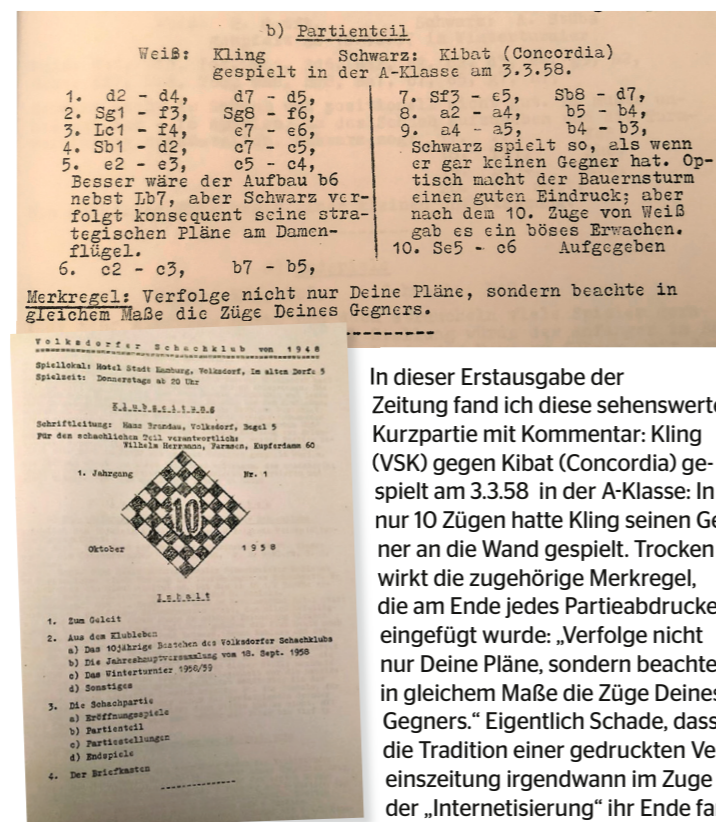 b) Partienteil
Weiß: Kling Schwarz: Kibat (Concordia)
gespielt in der A-Klasse am 3.3.58.
1. d2 - d4, d7 - d5,
2. Sg1 - f3, Sg8 - f6,
3. Lc1 - f4, e7 - e6,
4. Sb1 - d2, c7 - c5,
5. e2 - e3, c5 - c4,
Besser wäre der Aufbau b6
nebst Lb7, aber Schwarz ver-
folgt konsequent seine stra-
tegischen Pläne am Damen-
flügel.
6. c2 - c3, b7 - b5,
7. Sf3 - e5, Sb8 - d7,
8. a2 - a4, b5 - b4,
9. a4 - a5, b4 - b3,
Schwarz spielt so, als wenn
er gar keinen Gegner hat. Op-
tisch macht der Bauernsturm
einen guten Eindruck; aber
nach dem 10. Zuge von Weiß
gab es ein böses Erwachen.
10. Se5 - c6 Aufgegeben
Merkregel: Verfolge nicht nur Deine Pläne, sondern beachte in
gleichem Maße die Züge Deines Gegners.
Volksdorfer Schachklub von 1948
Spiellokal: Hotel Stadt Hamburg, Volksdorf, Im alten Dorfe 5
Spielzeit: Donnerstags ab 20 Uhr
Klubzeitung
Schriftleitung: Hans Brandau, Volksdorf, Regel 5
Für den schachlichen Teil verantwortlich:
Wilhelm Herrmann, Farmsen, Kupferdamm 60
1. Jahrgang Nr. 1
10
Oktober 1958
Inhalt
1. Zum Geleit
2. Aus dem Klubleben
a) Das 10jährige Bestehen des Volksdorfer Schachklubs
b) Die Jahreshauptversammlung vom 18. Sept. 1958
c) Das Winterturnier 1958/59
d) Sonstiges
3. Die Schachpartie
a) Eröffnungsspiele
b) Partienteil
c) Partiestellungen
d) Endspiele
4. Der Briefkasten
In dieser Erstausgabe der
Zeitung fand ich diese sehenswerte
Kurzpartie mit Kommentar: Kling
(VSK) gegen Kibat (Concordia) ge-
spielt am 3.3.58 in der A-Klasse: In
nur 10 Zügen hatte Kling seinen Ge
ner an die Wand gespielt. Trocken
wirkt die zugehörige Merkregel,
die am Ende jedes Partieabdrucke
eingefügt wurde: „Verfolge nicht
nur Deine Pläne, sondern beachte
in gleichem Maße die Züge Deines
Gegners.“ Eigentlich Schade, dass
die Tradition einer gedruckten Ve
einszeitung irgendwann im Zuge
der „Internetisierung“ ihr Ende fa